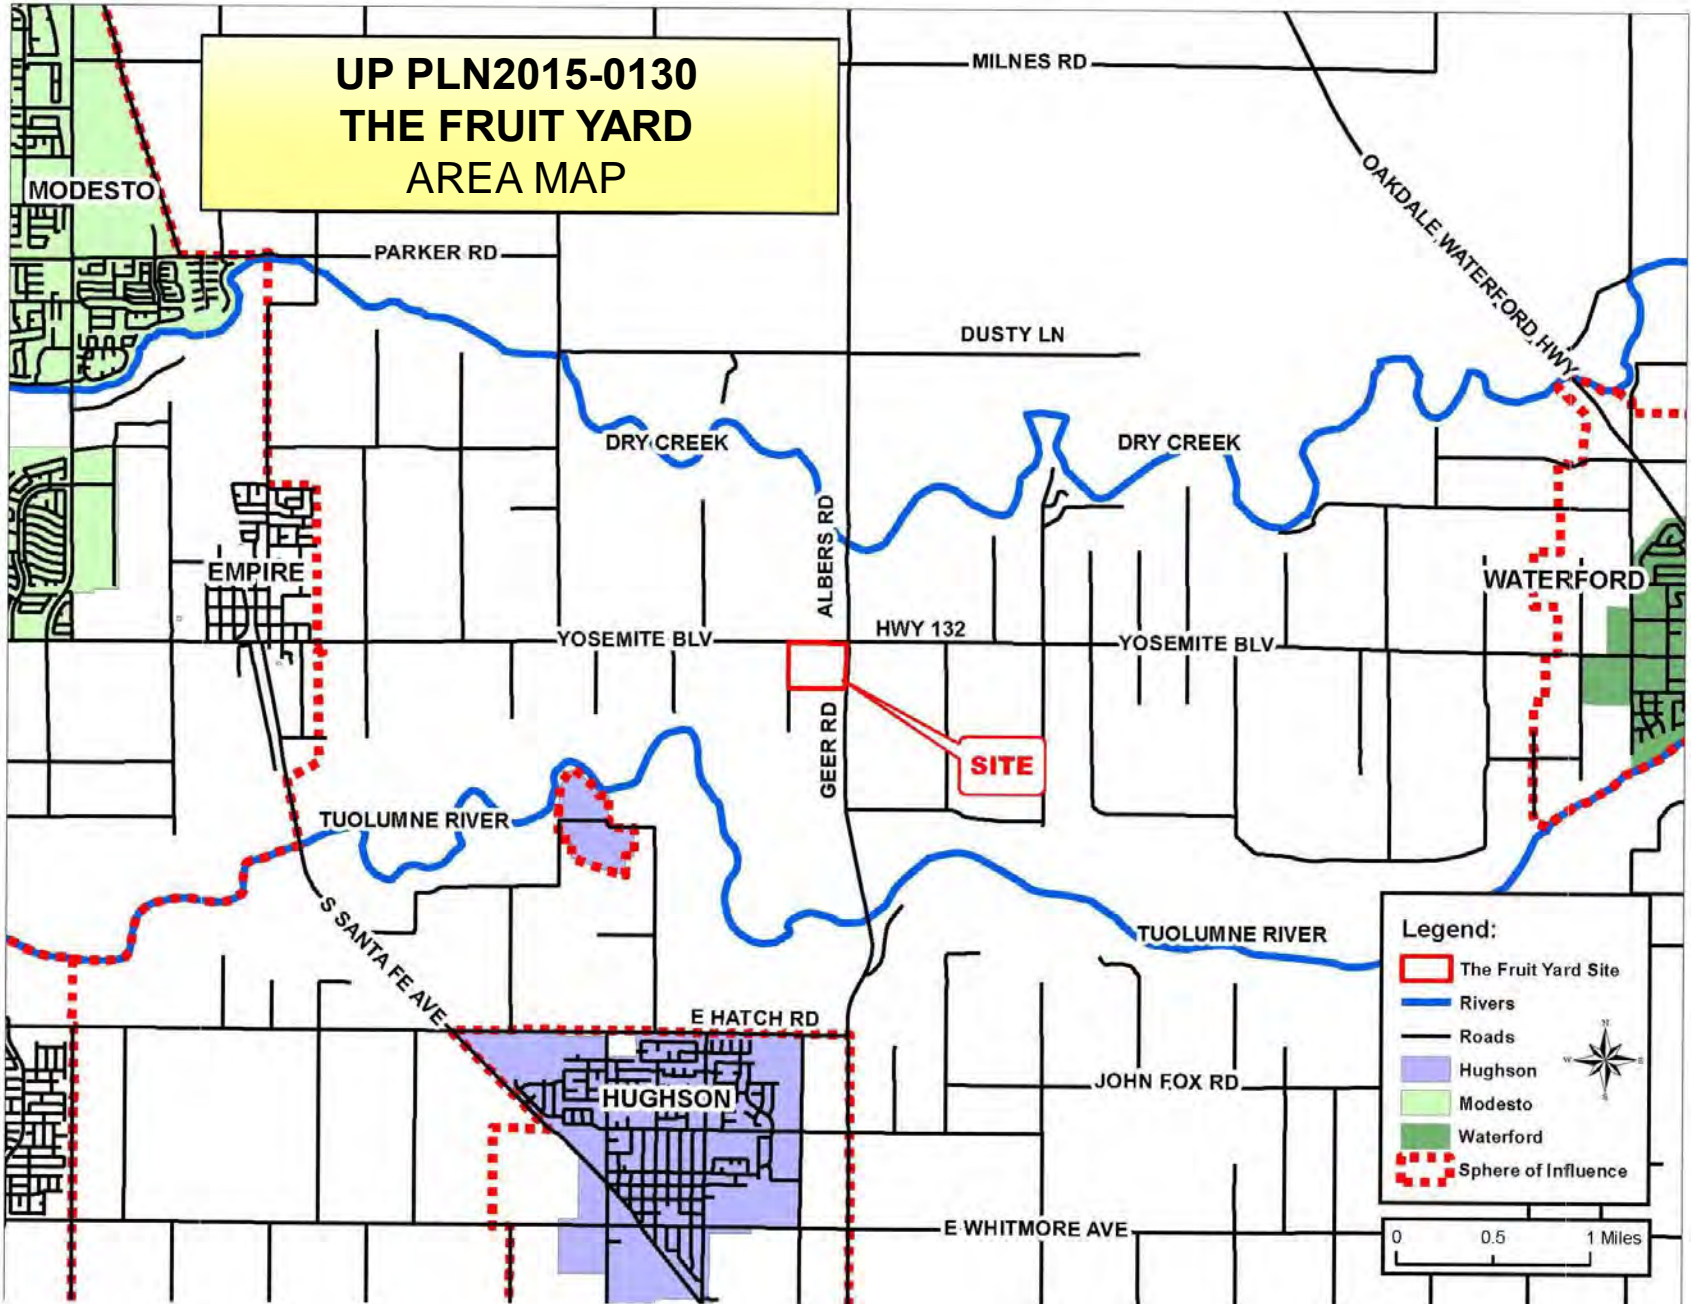 UP PLN2015-0130
THE FRUIT YARD
AREA MAP
MILNES RD
OAKDALE WATERFORD HWY
MODESTO
PARKER RD
DUSTY LN
DRY CREEK
DRY CREEK
ALBERS RD
EMPIRE
WATERFORD
YOSEMITE BLV
HWY 132
YOSEMITE BLV
GEER RD
SITE
TUOLUMNE RIVER
S SANTA FE AVE
TUOLUMNE RIVER
E HATCH RD
HUGHSON
JOHN FOX RD
E WHITMORE AVE
Legend:
The Fruit Yard Site
Rivers
Roads
Hughson
Modesto
Waterford
Sphere of Influence
N
W
E
S
0 0.5 1 Miles